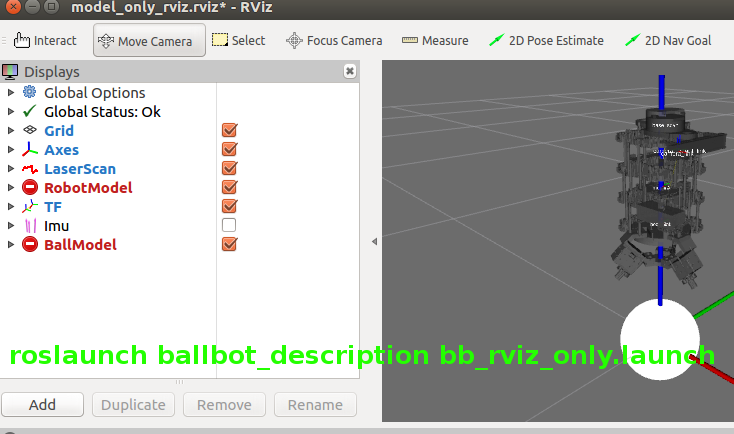 model_only_rviz.rviz* - RViz
Interact Move Camera Select Focus Camera Measure 2D Pose Estimate 2D Nav Goal
Displays
Global Options
Global Status: Ok
Grid
Axes
LaserScan
RobotModel
TF
Imu
BallModel
base_scan
roslaunch ballbot_description bb_rviz_only.launch
Add Duplicate Remove Rename